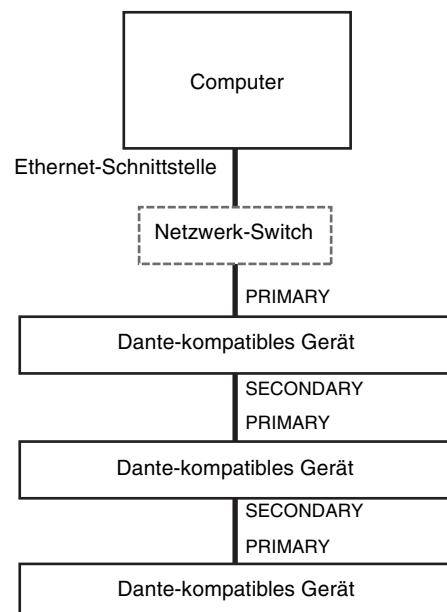 Computer
Ethernet-Schnittstelle
Netzwerk-Switch
PRIMARY
Dante-kompatibles Gerät
SECONDARY
PRIMARY
Dante-kompatibles Gerät
SECONDARY
PRIMARY
Dante-kompatibles Gerät